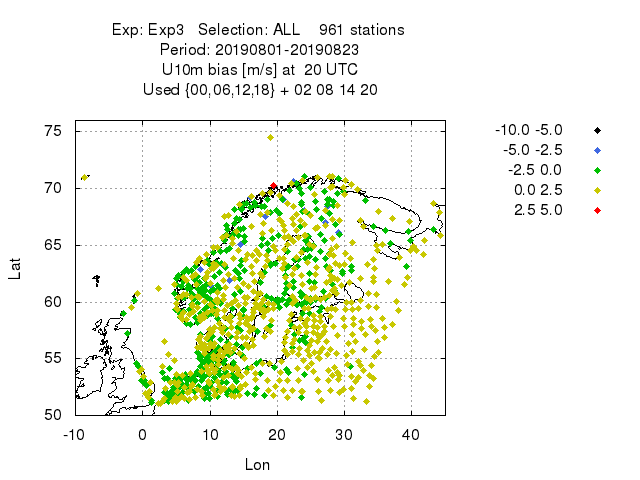 Exp: Exp3   Selection: ALL    961 stations
Period: 20190801-20190823
U10m bias [m/s] at  20 UTC
Used {00,06,12,18} + 02 08 14 20
-10.0 -5.0
-5.0 -2.5
-2.5 0.0
0.0 2.5
2.5 5.0
75
70
65
60
55
50
Lat
-10 0 10 20 30 40
Lon